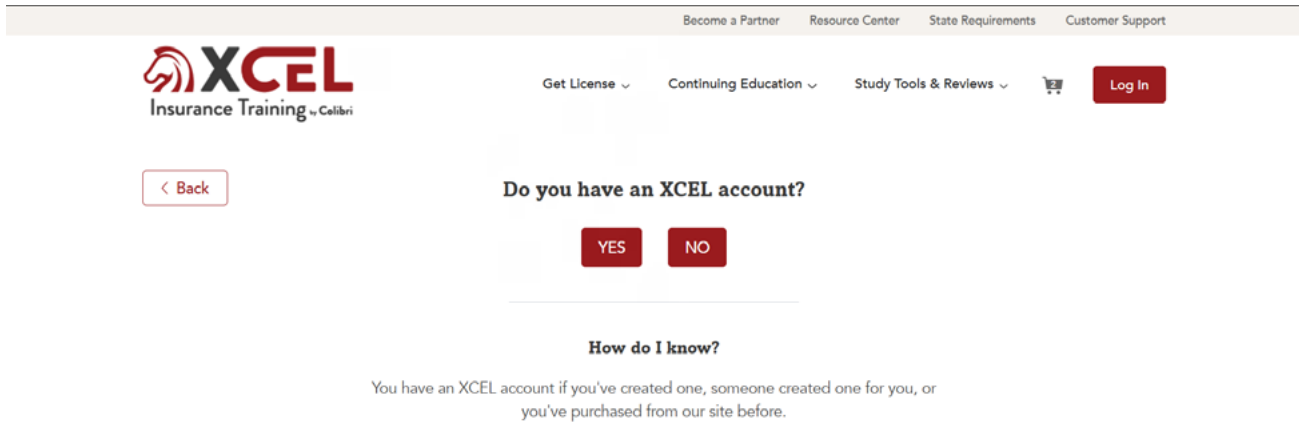 Become a Partner Resource Center State Requirements Customer Support
XCEL
Insurance Training by Colibri
Get License Continuing Education Study Tools & Reviews 2 Log In
< Back
Do you have an XCEL account?
YES NO
How do I know?
You have an XCEL account if you've created one, someone created one for you, or
you've purchased from our site before.